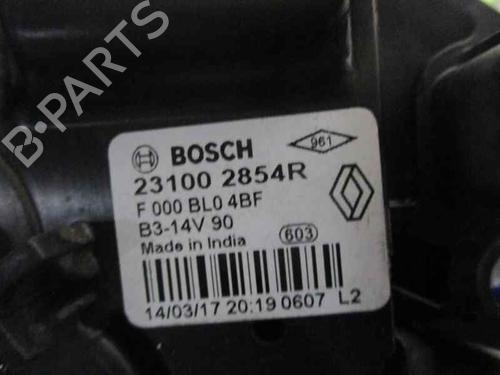 B-PARTS
BOSCH 961
23100 2854R
F 000 BL0 4BF
B3-14V 90
Made in India 603
14/03/17 20:19 0607 L2